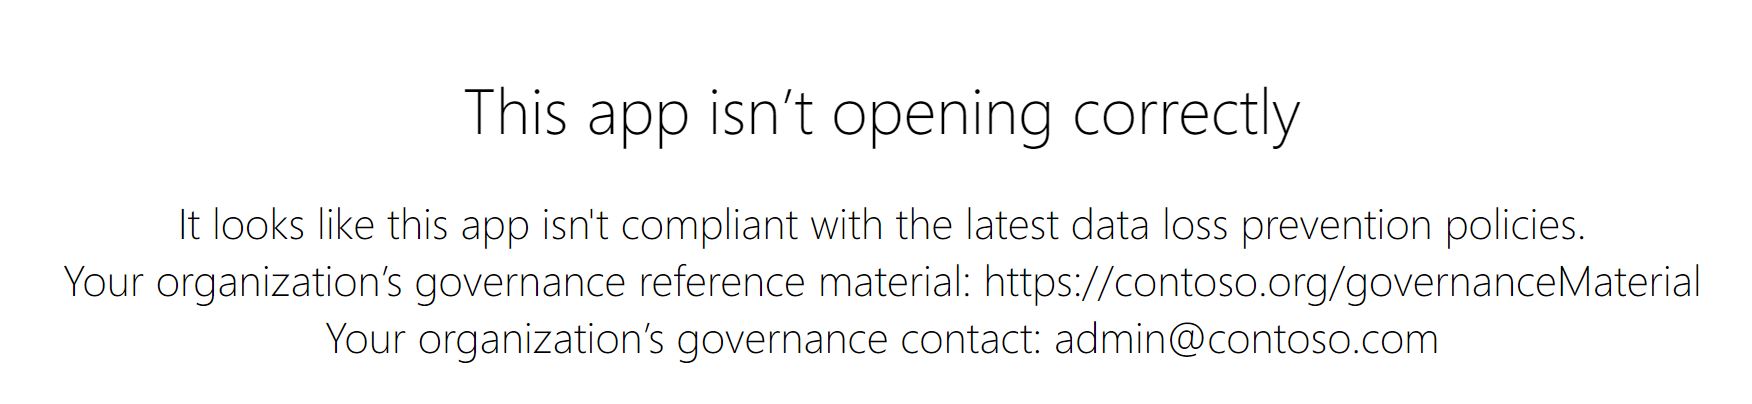 This app isn’t opening correctly
It looks like this app isn't compliant with the latest data loss prevention policies.
Your organization’s governance reference material: https://contoso.org/governanceMaterial
Your organization’s governance contact: admin@contoso.com